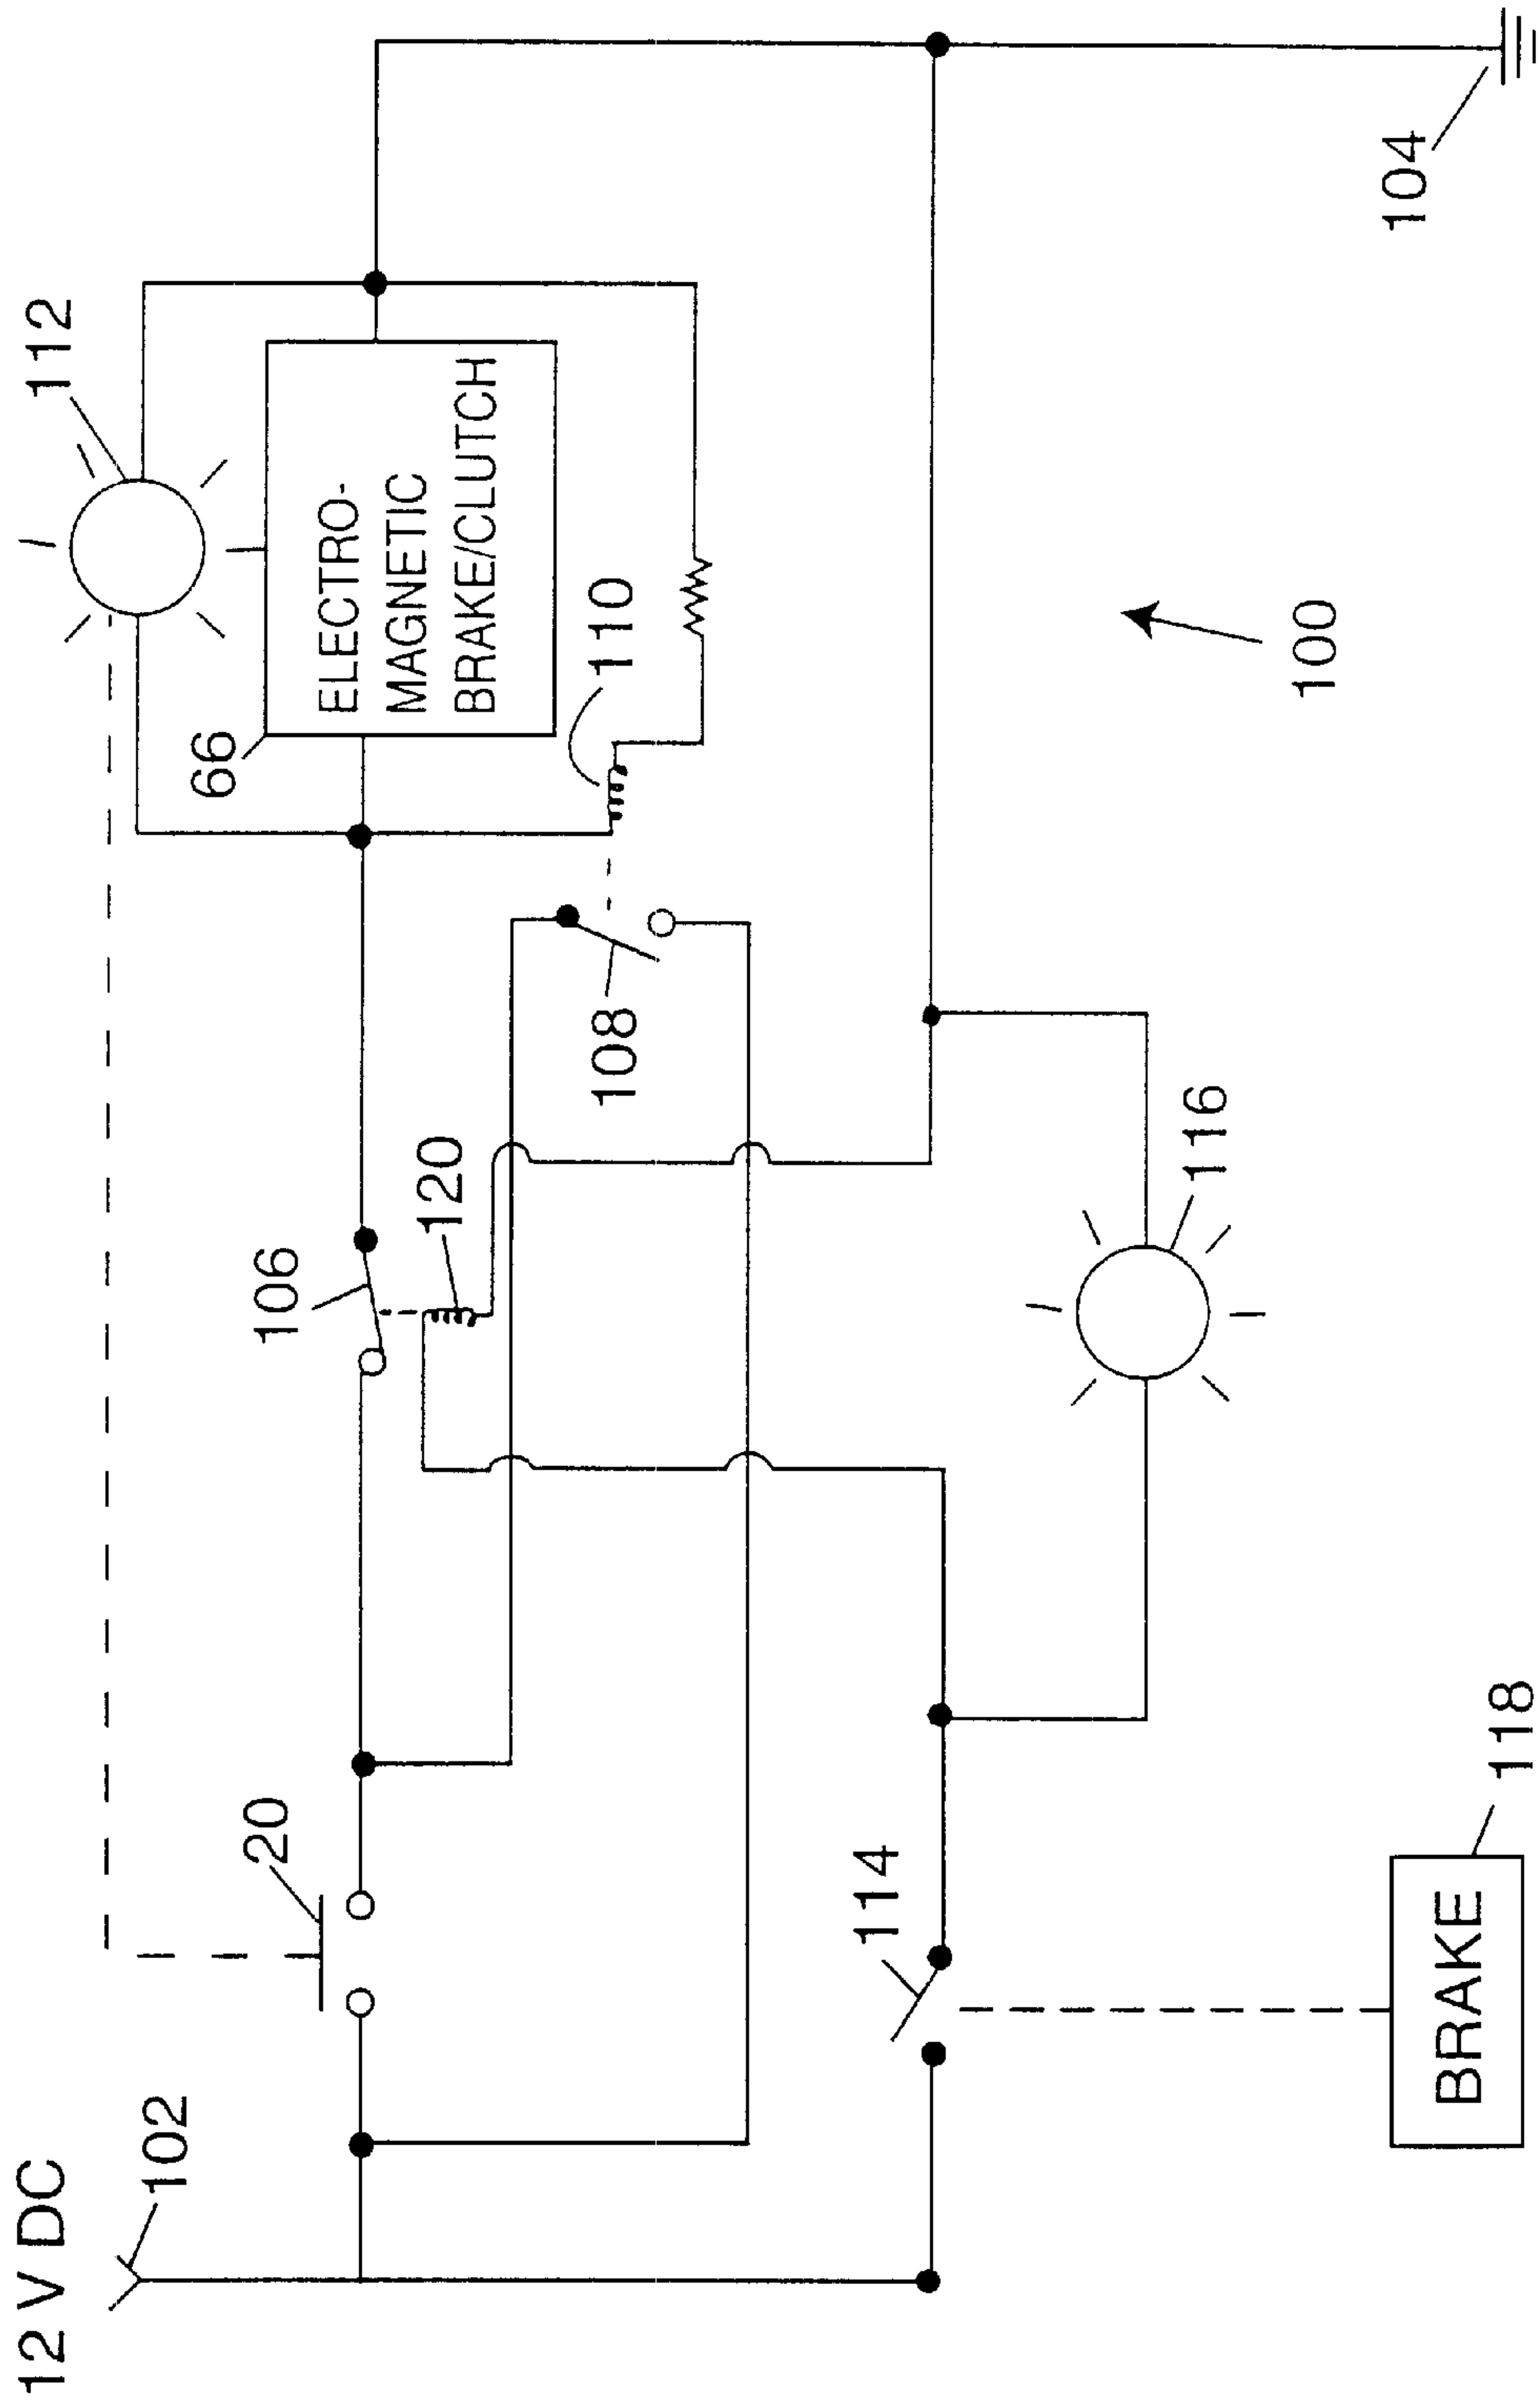 12 V DC
102
20
106
120
66
112
ELECTRO-
MAGNETIC
BRAKE/CLUTCH
110
108
114
116
118
BRAKE
100
104